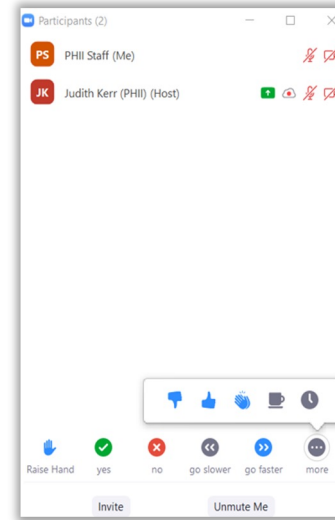 Participants (2)
PS PHII Staff (Me)
JK Judith Kerr (PHII) (Host)
Raise Hand yes no go slower go faster more
Invite Unmute Me